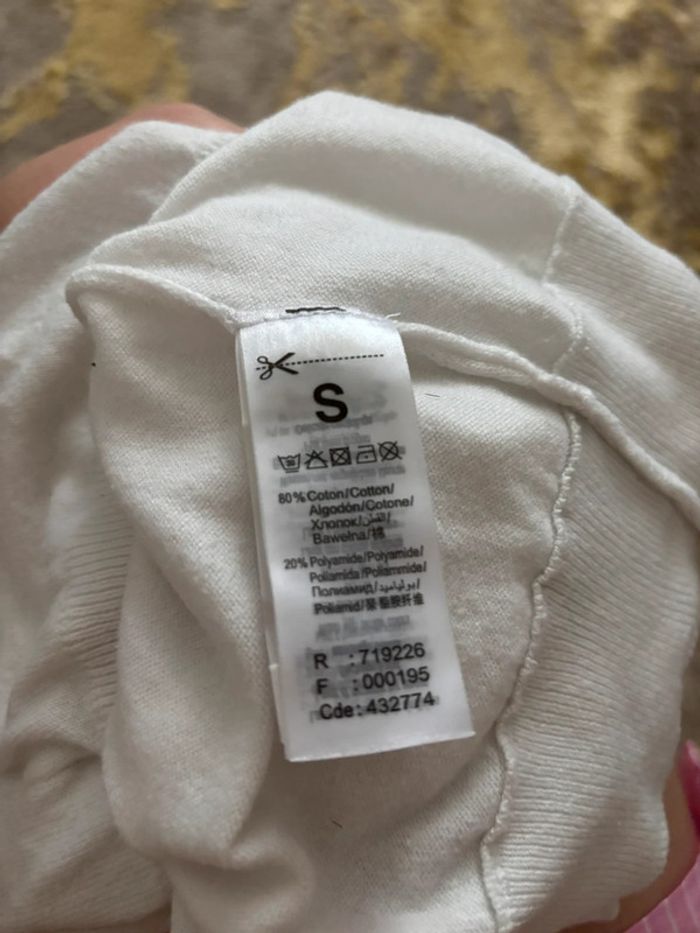 S
80% Coton/Cotton/
Algodón/Cotone/
Хлопок/القطن/
Bawełna/棉
20% Polyamide/Polyamide/
Poliamida/Poliammide/
Полиамид/بولياميد/
Poliamid/聚酰胺纤维
R : 719226
F : 000195
Cde : 432774